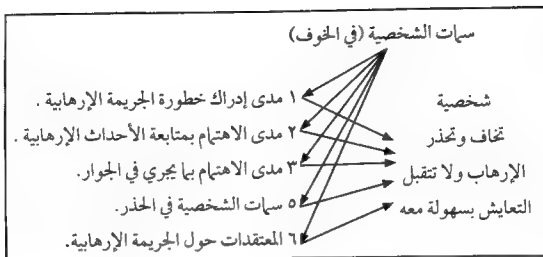 سمات الشخصية (في الخوف)
١ مدى إدراك خطورة الجريمة الإرهابية .
٢ مدى الاهتمام بمتابعة الأحداث الإرهابية .
٣ مدى الاهتمام بما يجري في الجوار.
٥ سمات الشخصية في الحذر.
٦ المعتقدات حول الجريمة الإرهابية.
شخصية
تخاف وتحذر
الإرهاب ولا تتقبل
التعايش بسهولة معه